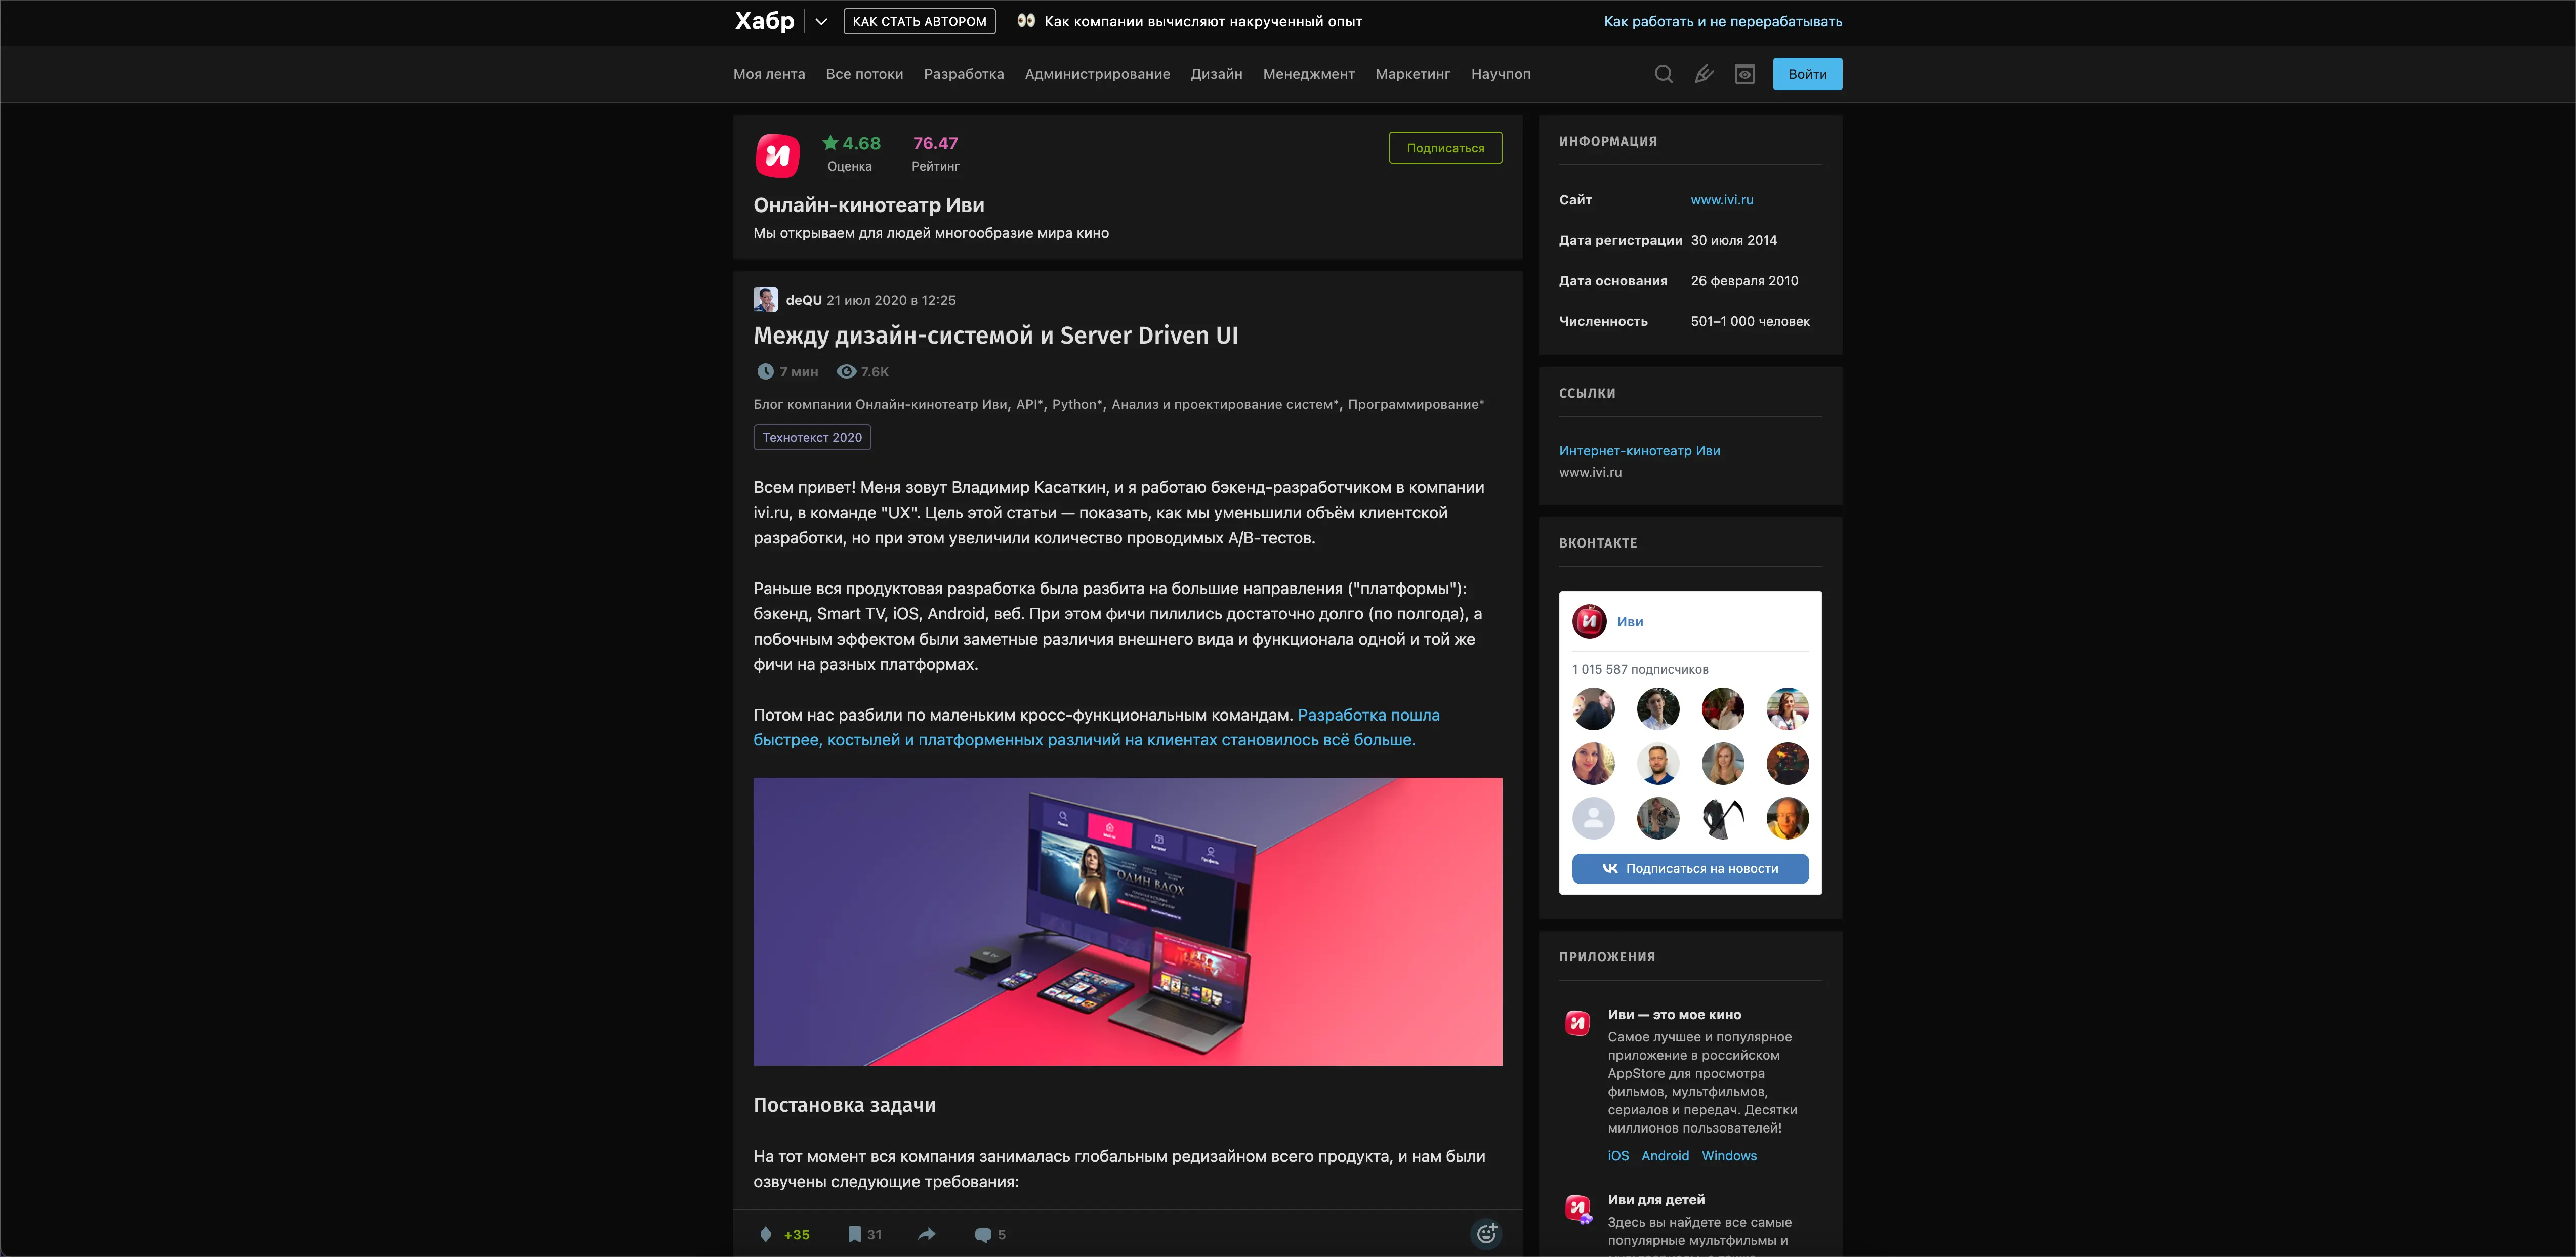 Хабр
КАК СТАТЬ АВТОРОМ
Как компании вычисляют накрученный опыт
Как работать и не перерабатывать
Моя лента Все потоки Разработка Администрирование Дизайн Менеджмент Маркетинг Научпоп
Войти
4.68 76.47
Оценка Рейтинг
Подписаться
Онлайн-кинотеатр Иви
Мы открываем для людей многообразие мира кино
deQU 21 июл 2020 в 12:25
Между дизайн-системой и Server Driven UI
7 мин 7.6K
Блог компании Онлайн-кинотеатр Иви, API*, Python*, Анализ и проектирование систем*, Программирование*
Технотекст 2020
Всем привет! Меня зовут Владимир Касаткин, и я работаю бэкенд-разработчиком в компании
ivi.ru, в команде "UX". Цель этой статьи — показать, как мы уменьшили объём клиентской
разработки, но при этом увеличили количество проводимых A/B-тестов.
Раньше вся продуктовая разработка была разбита на большие направления ("платформы"):
бэкенд, Smart TV, iOS, Android, веб. При этом фичи пилились достаточно долго (по полгода), а
побочным эффектом были заметные различия внешнего вида и функционала одной и той же
фичи на разных платформах.
Потом нас разбили по маленьким кросс-функциональным командам. Разработка пошла
быстрее, костылей и платформенных различий на клиентах становилось всё больше.
ОДИН ВДОХ
Постановка задачи
На тот момент вся компания занималась глобальным редизайном всего продукта, и нам были
озвучены следующие требования:
+35 31 5
ИНФОРМАЦИЯ
Сайт www.ivi.ru
Дата регистрации 30 июля 2014
Дата основания 26 февраля 2010
Численность 501–1 000 человек
ССЫЛКИ
Интернет-кинотеатр Иви
www.ivi.ru
ВКОНТАКТЕ
Иви
1 015 587 подписчиков
Подписаться на новости
ПРИЛОЖЕНИЯ
Иви — это мое кино
Самое лучшее и популярное
приложение в российском
AppStore для просмотра
фильмов, мультфильмов,
сериалов и передач. Десятки
миллионов пользователей!
iOS Android Windows
Иви для детей
Здесь вы найдете все самые
популярные мультфильмы и